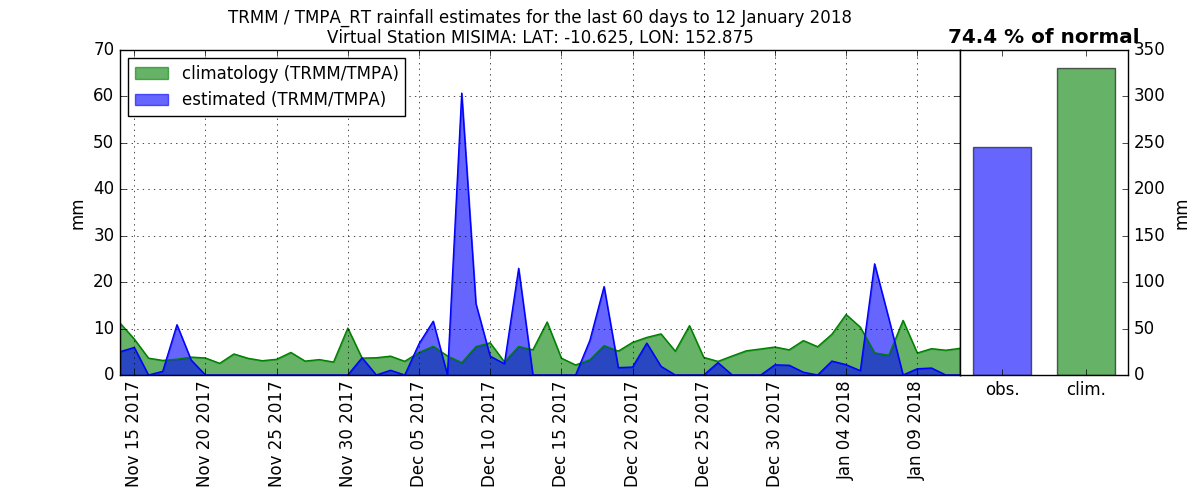 TRMM / TMPA_RT rainfall estimates for the last 60 days to 12 January 2018
Virtual Station MISIMA: LAT: -10.625, LON: 152.875
74.4 % of normal
climatology (TRMM/TMPA)
estimated (TRMM/TMPA)
70
60
50
40
30
20
10
0
mm
350
300
250
200
150
100
50
0
mm
obs.
clim.
Nov 15 2017
Nov 20 2017
Nov 25 2017
Nov 30 2017
Dec 05 2017
Dec 10 2017
Dec 15 2017
Dec 20 2017
Dec 25 2017
Dec 30 2017
Jan 04 2018
Jan 09 2018